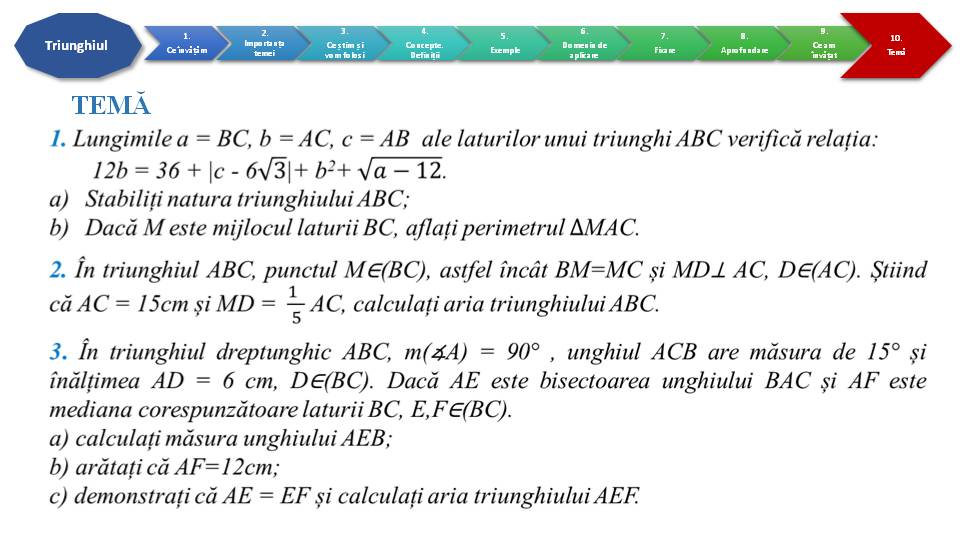 Triunghiul
1.
Ce învățăm
2.
Importanța
temei
3.
Ce știm și
vom folosi
4.
Concepte.
Definiții
5.
Exemple
6.
Domenii de
aplicare
7.
Fixare
8.
Aprofundare
9.
Ce am
învățat
10.
Temă
TEMĂ
1. Lungimile a = BC, b = AC, c = AB ale laturilor unui triunghi ABC verifică relația:
12b = 36 + |c - 6√3|+ b²+ √(a − 12).
a) Stabiliți natura triunghiului ABC;
b) Dacă M este mijlocul laturii BC, aflați perimetrul ∆MAC.
2. În triunghiul ABC, punctul M∈(BC), astfel încât BM=MC și MD⊥ AC, D∈(AC). Știind
că AC = 15cm și MD = 1/5 AC, calculați aria triunghiului ABC.
3. În triunghiul dreptunghic ABC, m(∡A) = 90° , unghiul ACB are măsura de 15° și
înălțimea AD = 6 cm, D∈(BC). Dacă AE este bisectoarea unghiului BAC și AF este
mediana corespunzătoare laturii BC, E,F∈(BC).
a) calculați măsura unghiului AEB;
b) arătați că AF=12cm;
c) demonstrați că AE = EF și calculați aria triunghiului AEF.